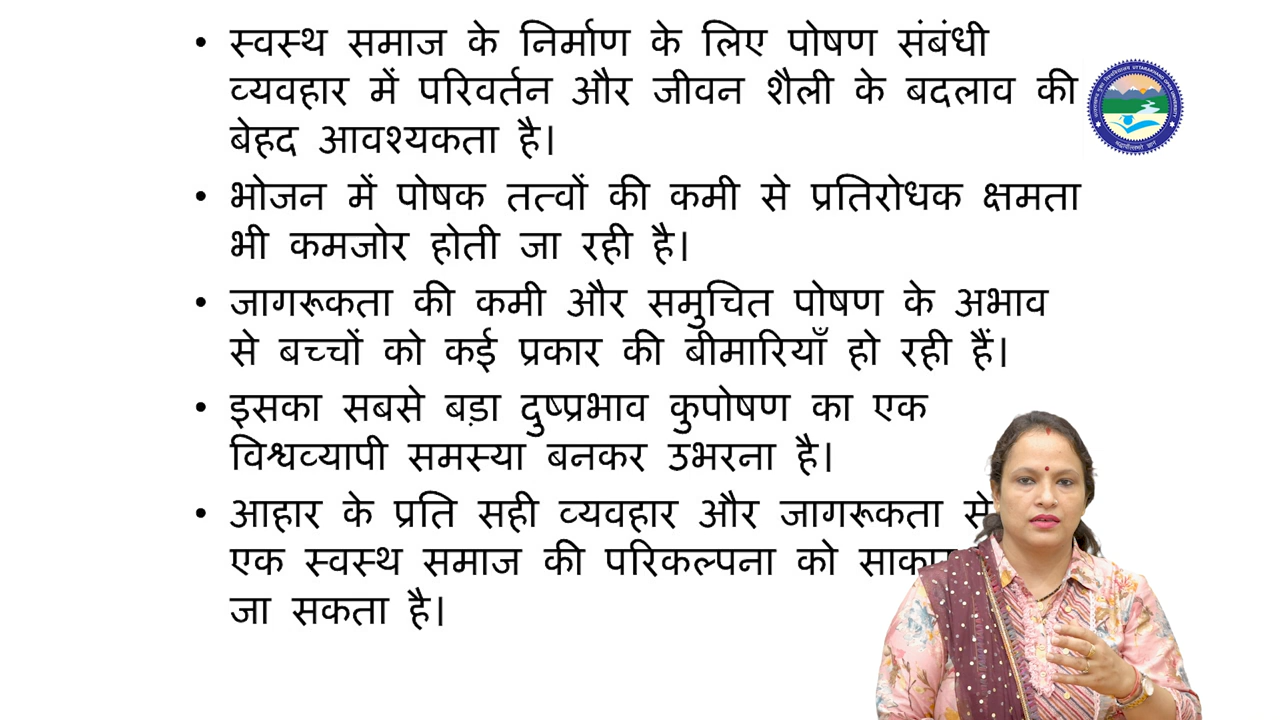 • स्वस्थ समाज के निर्माण के लिए पोषण संबंधी
व्यवहार में परिवर्तन और जीवन शैली के बदलाव की
बेहद आवश्यकता है।
• भोजन में पोषक तत्वों की कमी से प्रतिरोधक क्षमता
भी कमजोर होती जा रही है।
• जागरूकता की कमी और समुचित पोषण के अभाव
से बच्चों को कई प्रकार की बीमारियाँ हो रही हैं।
• इसका सबसे बड़ा दुष्प्रभाव कुपोषण का एक
विश्वव्यापी समस्या बनकर उभरना है।
• आहार के प्रति सही व्यवहार और जागरूकता से
एक स्वस्थ समाज की परिकल्पना को
जा सकता है।